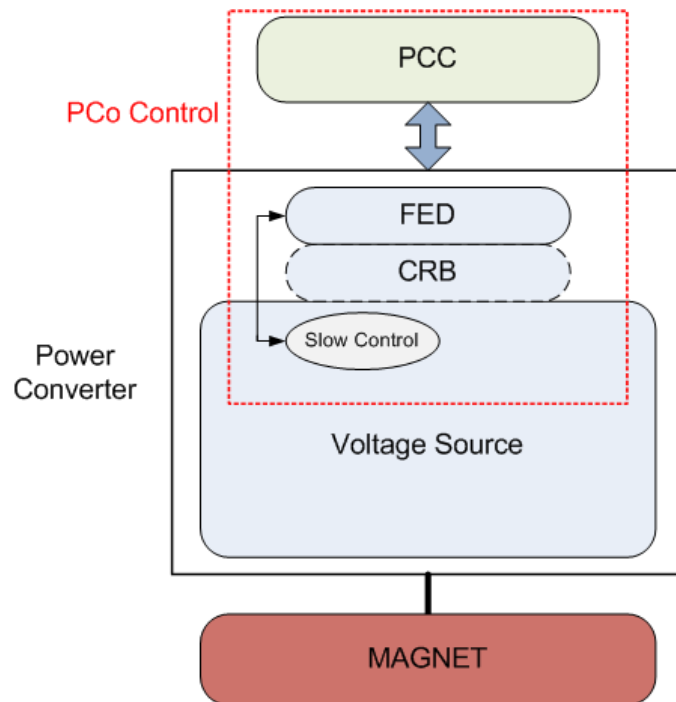 PCC
PCo Control
FED
CRB
Slow Control
Power
Converter
Voltage Source
MAGNET